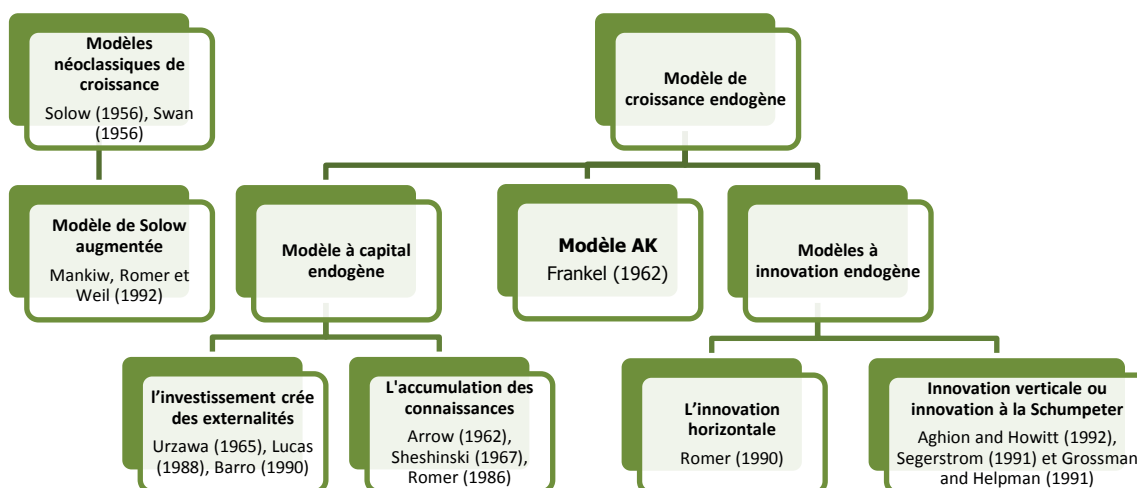 Modèles
néoclassiques de
croissance
Solow (1956), Swan
(1956)
Modèle de
croissance endogène
Modèle de Solow
augmentée
Mankiw, Romer et
Weil (1992)
Modèle à capital
endogène
Modèle AK
Frankel (1962)
Modèles à
innovation endogène
l’investissement crée
des externalités
Urzawa (1965), Lucas
(1988), Barro (1990)
L'accumulation des
connaissances
Arrow (1962),
Sheshinski (1967),
Romer (1986)
L’innovation
horizontale
Romer (1990)
Innovation verticale ou
innovation à la Schumpeter
Aghion and Howitt (1992),
Segerstrom (1991) et Grossman
and Helpman (1991)